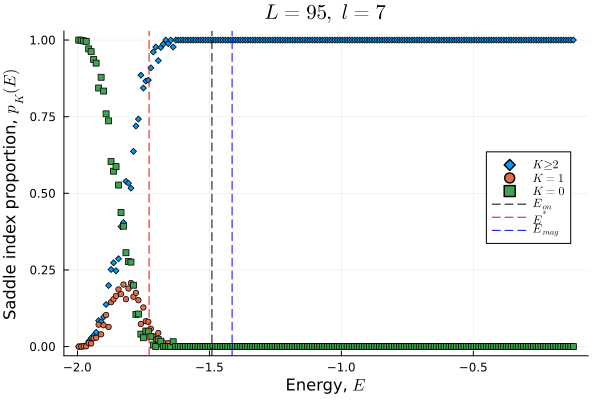 L = 95, l = 7
Saddle index proportion, p_K(E)
1.00
0.75
0.50
0.25
0.00
K≥2
K = 1
K = 0
E_on
E^*
E_mag
−2.0 −1.5 −1.0 −0.5
Energy, E